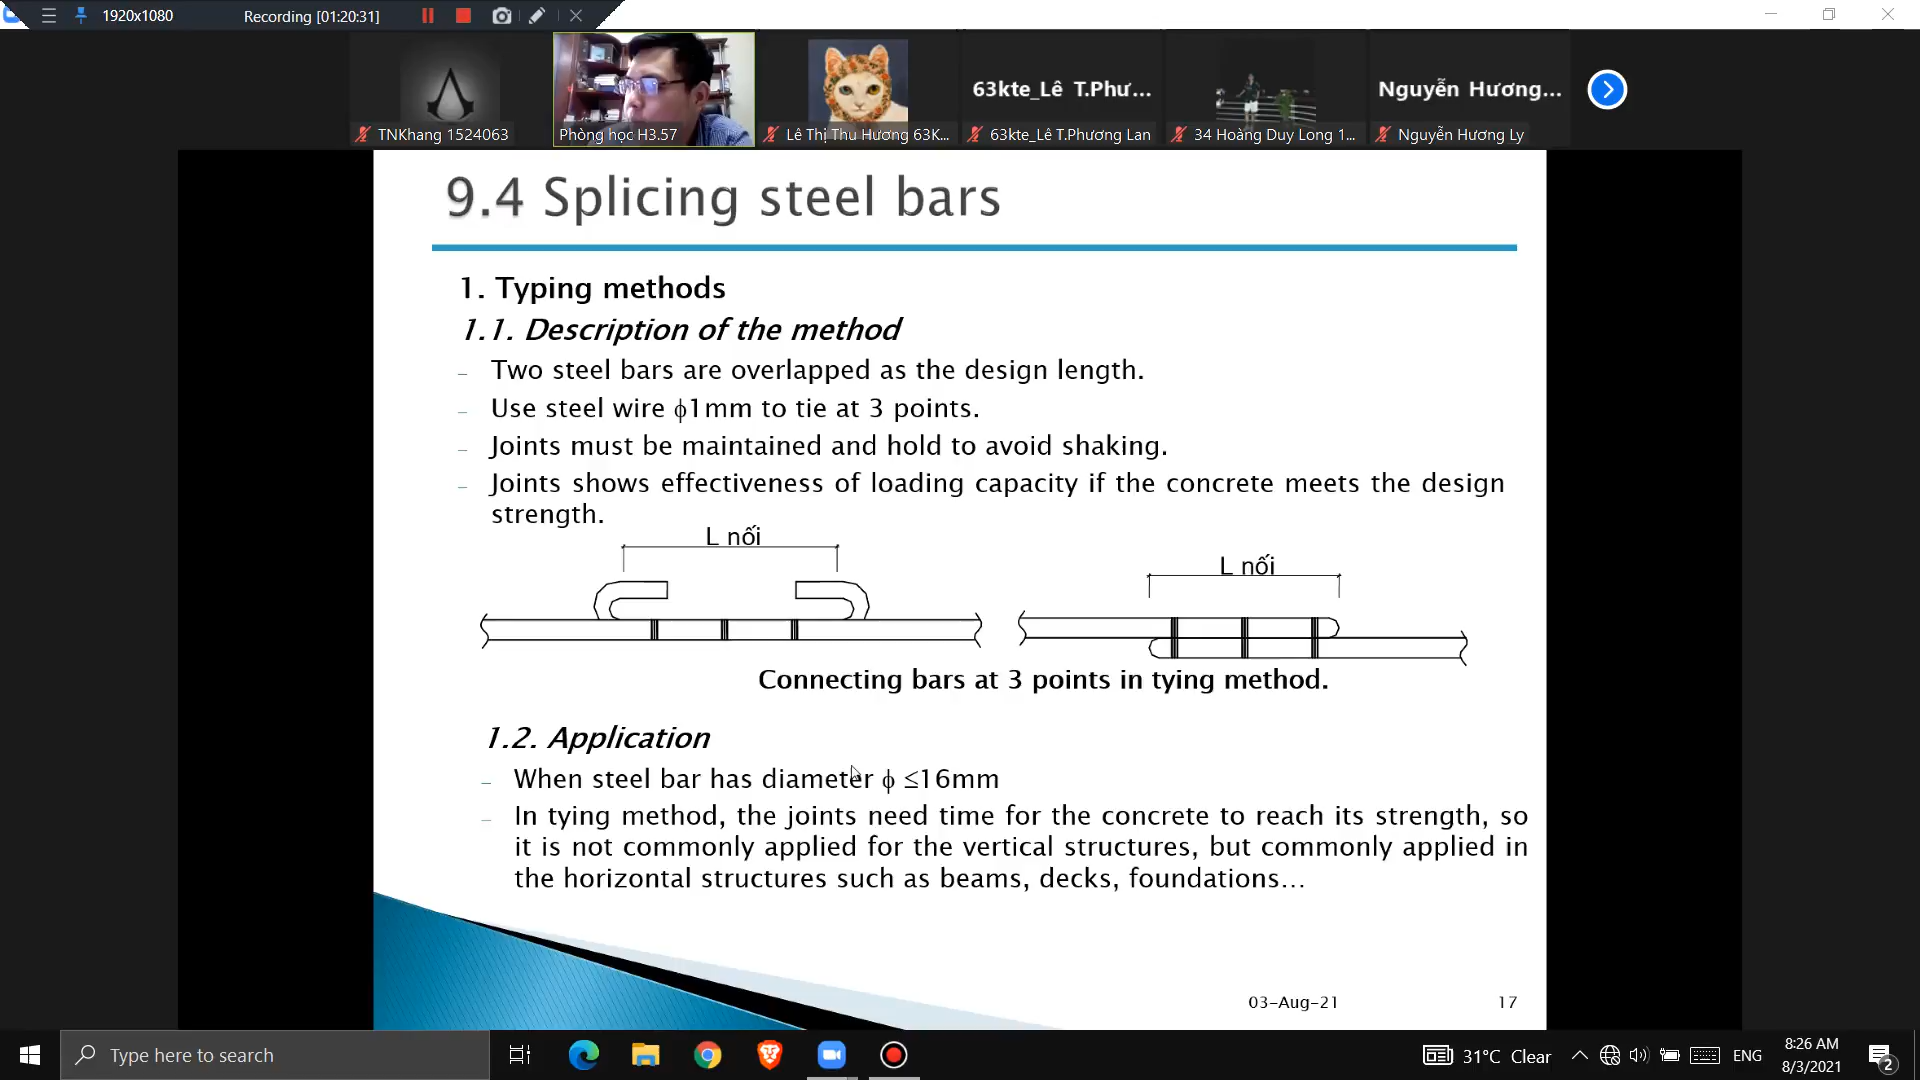 1920x1080
Recording [01:20:31]
63kte_Lê T.Phư...
Nguyễn Hương...
TNKhang 1524063
Phòng học H3.57
Lê Thị Thu Hương 63K...
63kte_Lê T.Phương Lan
34 Hoàng Duy Long 1...
Nguyễn Hương Ly
9.4 Splicing steel bars
1. Typing methods
1.1. Description of the method
– Two steel bars are overlapped as the design length.
– Use steel wire ϕ1mm to tie at 3 points.
– Joints must be maintained and hold to avoid shaking.
– Joints shows effectiveness of loading capacity if the concrete meets the design
strength.
L nối
L nối
Connecting bars at 3 points in tying method.
1.2. Application
– When steel bar has diameter ϕ ≤16mm
– In tying method, the joints need time for the concrete to reach its strength, so
it is not commonly applied for the vertical structures, but commonly applied in
the horizontal structures such as beams, decks, foundations...
03-Aug-21
17
Type here to search
31°C Clear
ENG
8:26 AM
8/3/2021
2